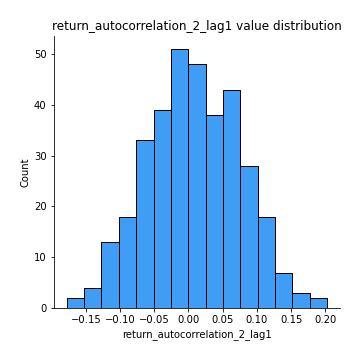 return_autocorrelation_2_lag1 value distribution
50
40
30
20
10
0
Count
−0.15 −0.10 −0.05 0.00 0.05 0.10 0.15 0.20
return_autocorrelation_2_lag1